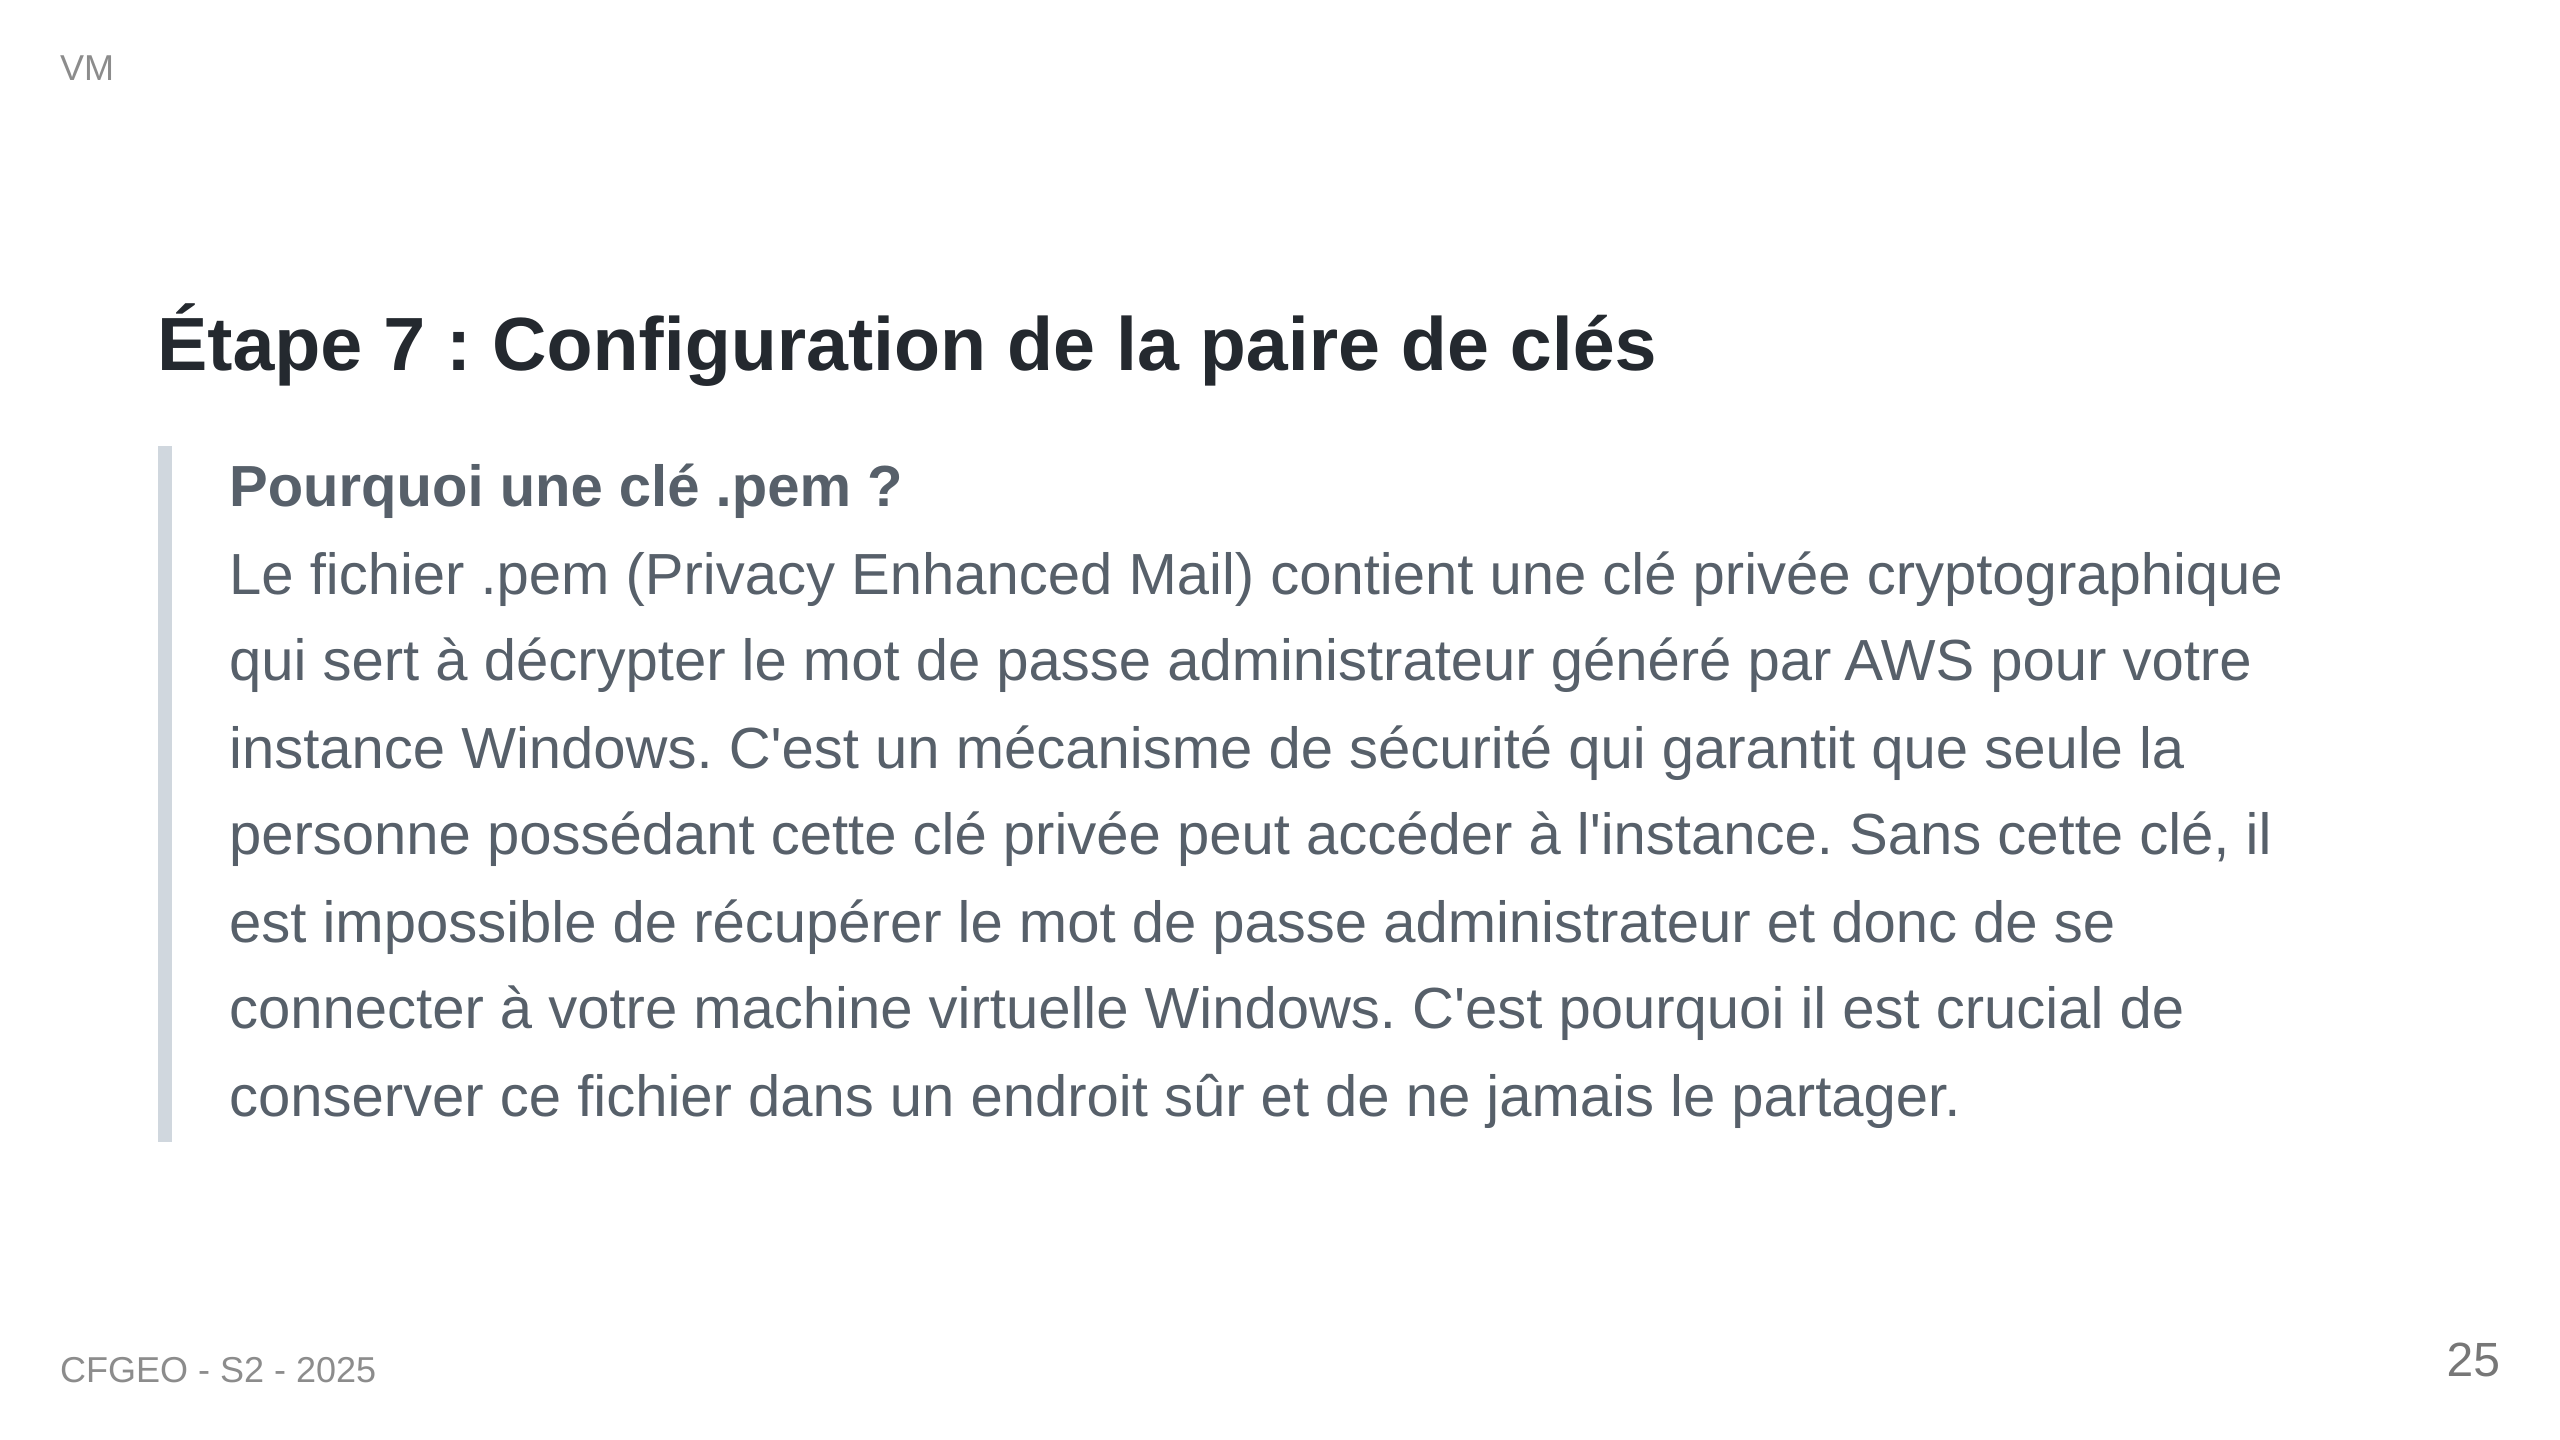 VM
Étape 7 : Configuration de la paire de clés
Pourquoi une clé .pem ?
Le fichier .pem (Privacy Enhanced Mail) contient une clé privée cryptographique
qui sert à décrypter le mot de passe administrateur généré par AWS pour votre
instance Windows. C'est un mécanisme de sécurité qui garantit que seule la
personne possédant cette clé privée peut accéder à l'instance. Sans cette clé, il
est impossible de récupérer le mot de passe administrateur et donc de se
connecter à votre machine virtuelle Windows. C'est pourquoi il est crucial de
conserver ce fichier dans un endroit sûr et de ne jamais le partager.
CFGEO - S2 - 2025
25